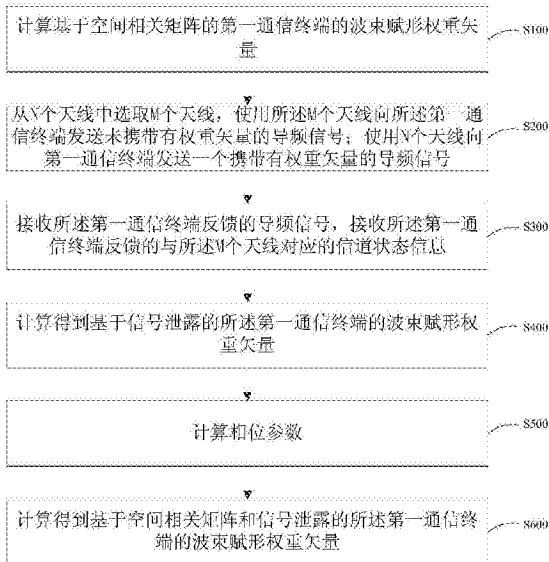 计算基于空间相关矩阵的第一通信终端的波束赋形权重矢
量
S100
从N个天线中选取M个天线，使用所述M个天线向所述第一通
信终端发送未携带有权重矢量的导频信号；使用N个天线向
第一通信终端发送一个携带有权重矢量的导频信号
S200
接收所述第一通信终端反馈的导频信号，接收所述第一通
信终端反馈的与所述M个天线对应的信道状态信息
S300
计算得到基于信号泄露的所述第一通信终端的波束赋形权
重矢量
S400
计算相位参数
S500
计算得到基于空间相关矩阵和信号泄露的所述第一通信终
端的波束赋形权重矢量
S600